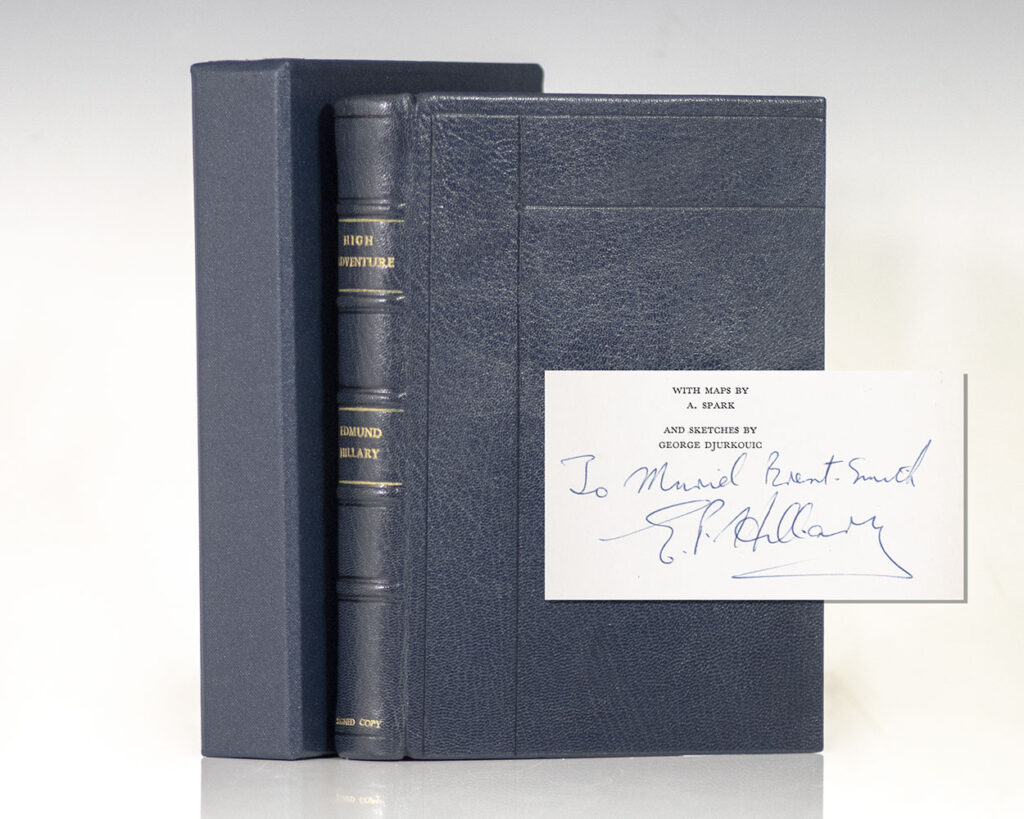 HIGH
ADVENTURE
EDMUND
HILLARY
SIGNED COPY
WITH MAPS BY
A. SPARK
AND SKETCHES BY
GEORGE DJURKOUIC
To Muriel Brent-Smith
E.P. Hillary